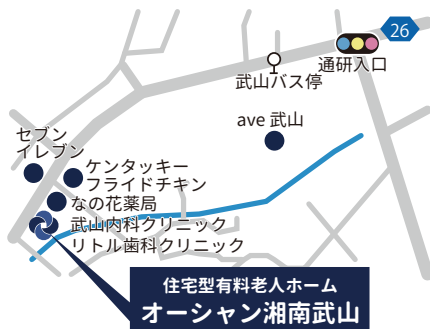 26
通研入口
武山バス停
ave 武山
セブン
イレブン
ケンタッキー
フライドチキン
なの花薬局
武山内科クリニック
リトル歯科クリニック
住宅型有料老人ホーム
オーシャン湘南武山